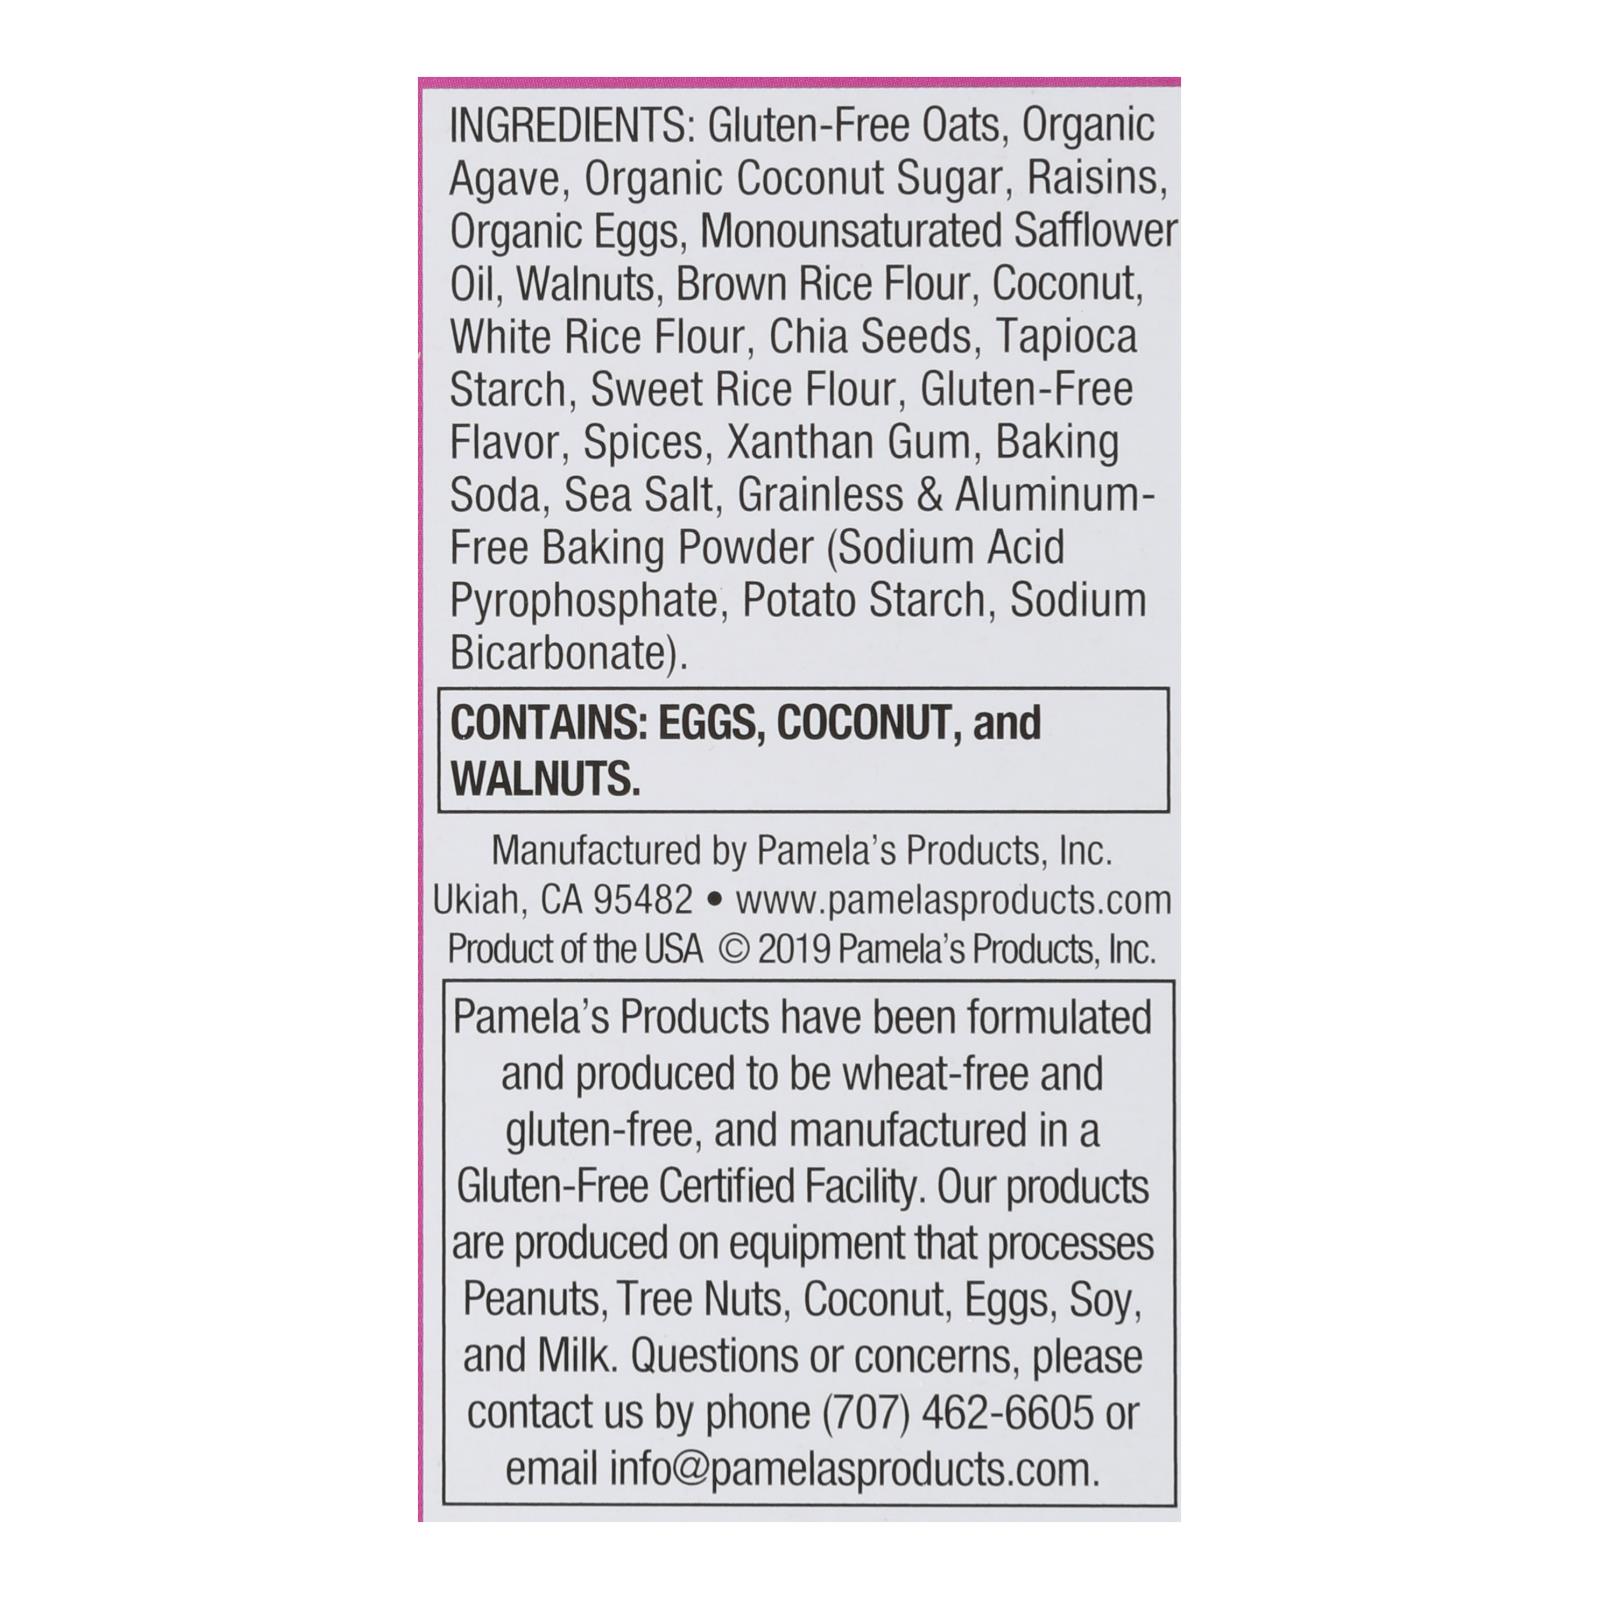 INGREDIENTS: Gluten-Free Oats, Organic
Agave, Organic Coconut Sugar, Raisins,
Organic Eggs, Monounsaturated Safflower
Oil, Walnuts, Brown Rice Flour, Coconut,
White Rice Flour, Chia Seeds, Tapioca
Starch, Sweet Rice Flour, Gluten-Free
Flavor, Spices, Xanthan Gum, Baking
Soda, Sea Salt, Grainless & Aluminum-
Free Baking Powder (Sodium Acid
Pyrophosphate, Potato Starch, Sodium
Bicarbonate).
CONTAINS: EGGS, COCONUT, and
WALNUTS.
Manufactured by Pamela's Products, Inc.
Ukiah, CA 95482 • www.pamelasproducts.com
Product of the USA © 2019 Pamela's Products, Inc.
Pamela's Products have been formulated
and produced to be wheat-free and
gluten-free, and manufactured in a
Gluten-Free Certified Facility. Our products
are produced on equipment that processes
Peanuts, Tree Nuts, Coconut, Eggs, Soy,
and Milk. Questions or concerns, please
contact us by phone (707) 462-6605 or
email info@pamelasproducts.com.